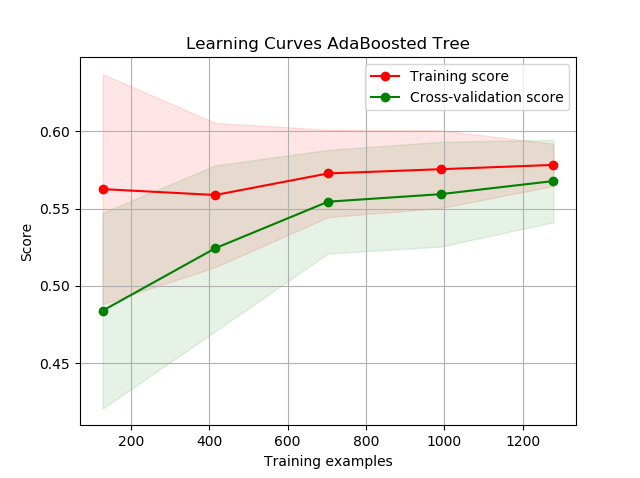 Learning Curves AdaBoosted Tree
Training score
Cross-validation score
0.60
0.55
0.50
0.45
Score
200 400 600 800 1000 1200
Training examples